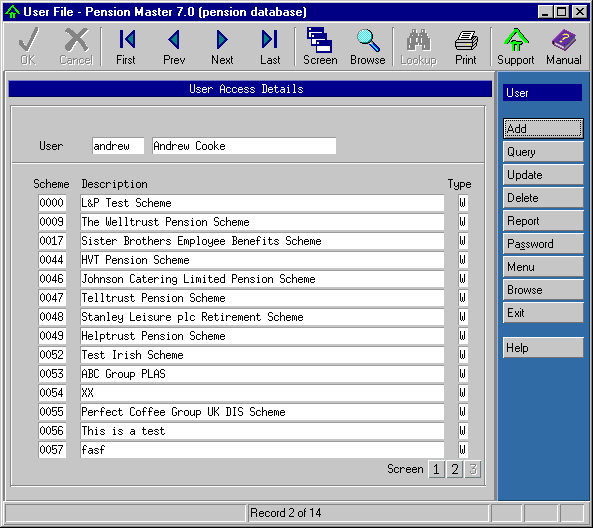 User File - Pension Master 7.0 (pension database)
OK Cancel First Prev Next Last Screen Browse Lookup Print Support Manual
User Access Details
User andrew Andrew Cooke
Scheme Description Type
0000 L&P Test Scheme W
0009 The Welltrust Pension Scheme W
0017 Sister Brothers Employee Benefits Scheme W
0044 HVT Pension Scheme W
0046 Johnson Catering Limited Pension Scheme W
0047 Telltrust Pension Scheme W
0048 Stanley Leisure plc Retirement Scheme W
0049 Helptrust Pension Scheme W
0052 Test Irish Scheme W
0053 ABC Group PLAS W
0054 XX W
0055 Perfect Coffee Group UK DIS Scheme W
0056 This is a test W
0057 fasf W
Screen 1 2 3
User
Add
Query
Update
Delete
Report
Password
Menu
Browse
Exit
Help
Record 2 of 14